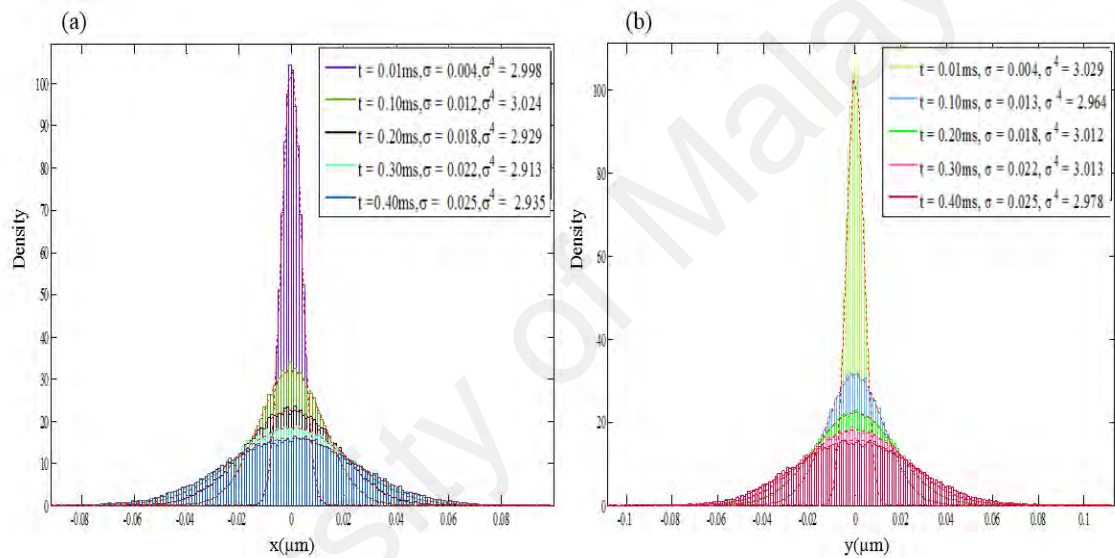 (a)
t = 0.01ms,σ = 0.004,σ⁴ = 2.998
t = 0.10ms,σ = 0.012,σ⁴ = 3.024
t = 0.20ms,σ = 0.018,σ⁴ = 2.929
t = 0.30ms,σ = 0.022,σ⁴ = 2.913
t =0.40ms,σ = 0.025,σ⁴ = 2.935
Density
100
90
80
70
60
50
40
30
20
10
0
-0.08 -0.06 -0.04 -0.02 0 0.02 0.04 0.06 0.08
x(μm)
(b)
t = 0.01ms, σ = 0.004, σ⁴ = 3.029
t = 0.10ms, σ = 0.013, σ⁴ = 2.964
t = 0.20ms, σ = 0.018, σ⁴ = 3.012
t = 0.30ms, σ = 0.022, σ⁴ = 3.013
t = 0.40ms, σ = 0.025, σ⁴ = 2.978
Density
100
80
60
40
20
0
-0.1 -0.08 -0.06 -0.04 -0.02 0 0.02 0.04 0.06 0.08 0.1
y(μm)
University of Malay